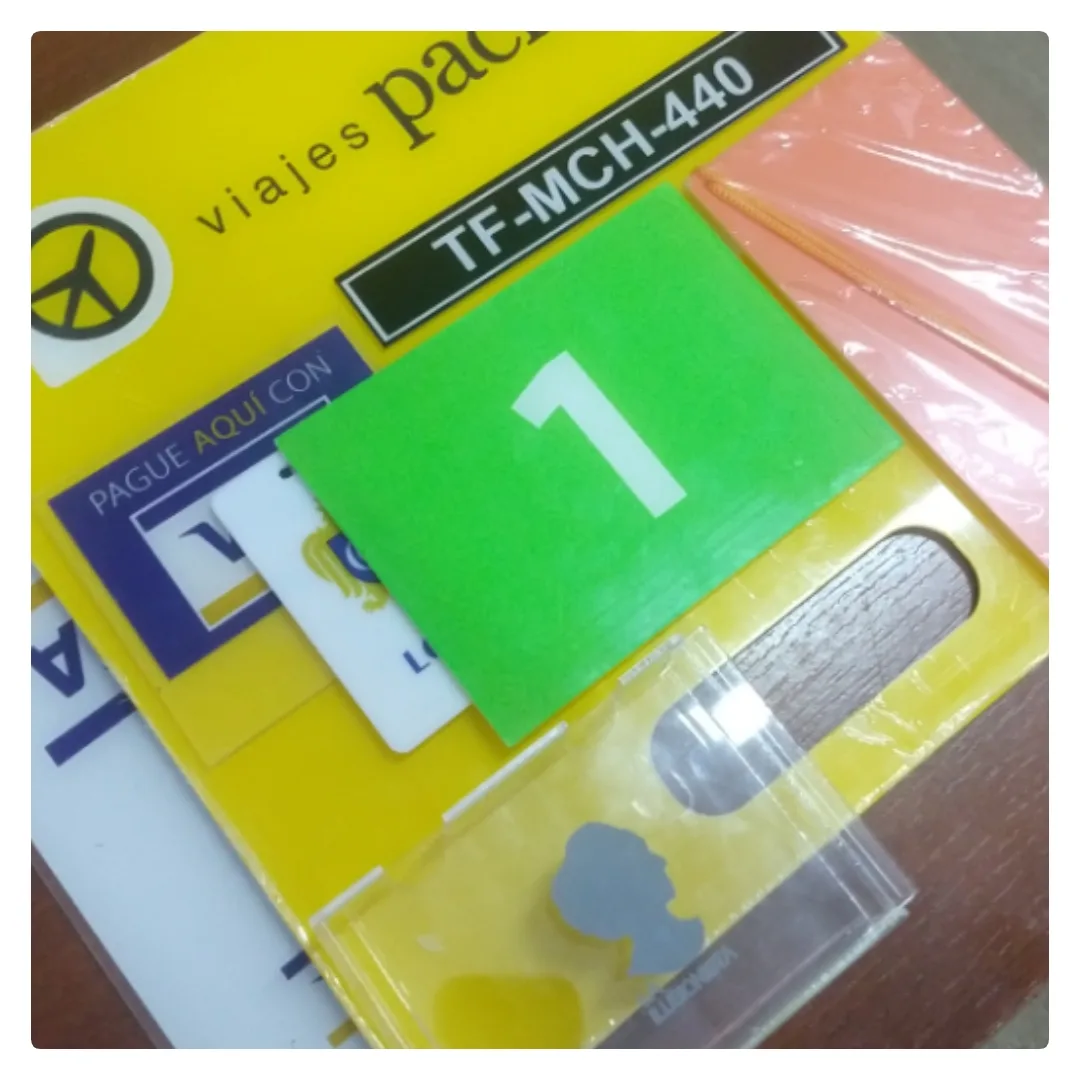 viajes
TF-MCH-440
1
PAGUE AQUÍ CON